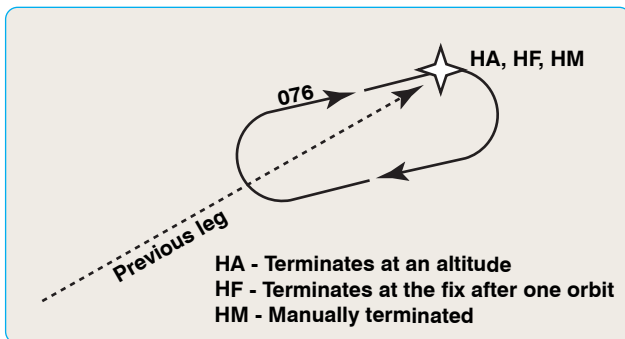 HA, HF, HM
076
Previous leg
HA - Terminates at an altitude
HF - Terminates at the fix after one orbit
HM - Manually terminated